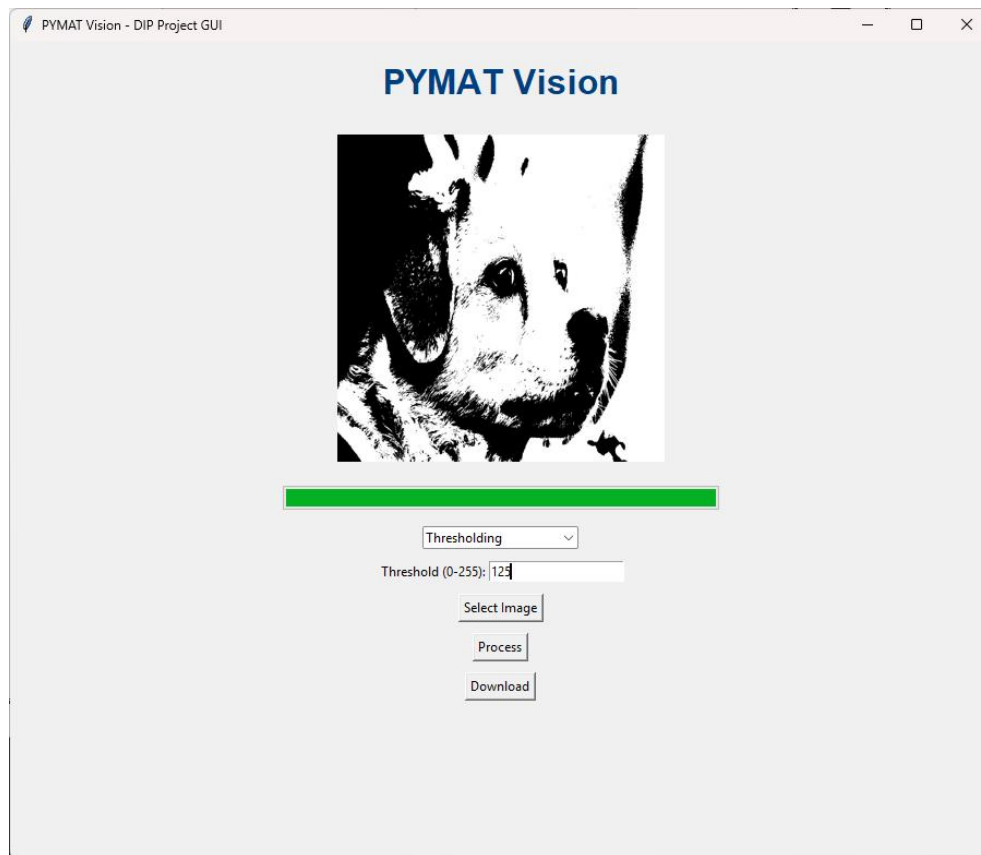 PYMAT Vision - DIP Project GUI
PYMAT Vision
Thresholding
Threshold (0-255): 125
Select Image
Process
Download